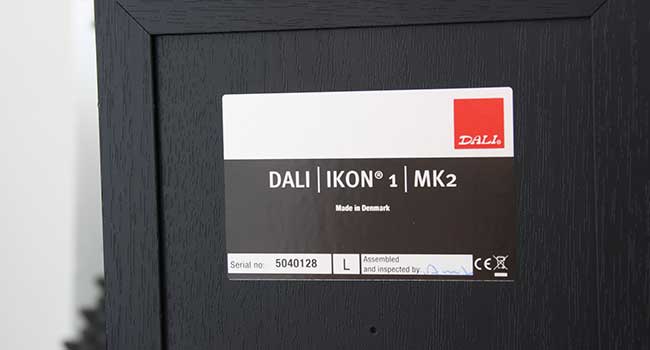 DALI®
DALI | IKON® 1 | MK2
Made in Denmark
Serial no: 5040128
L
Assembled
and inspected by
CE